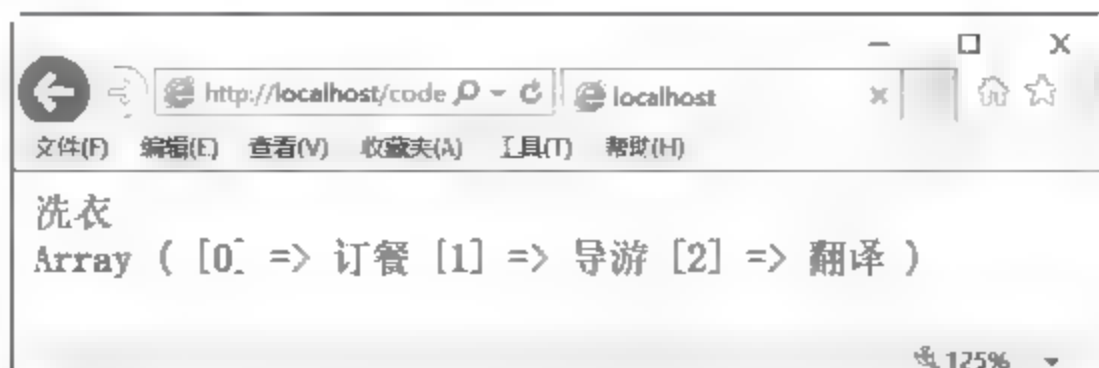 http://localhost/code localhost
文件(F) 编辑(E) 查看(V) 收藏夹(A) 工具(T) 帮助(H)
洗衣
Array ( [0] => 订餐 [1] => 导游 [2] => 翻译 )
125%